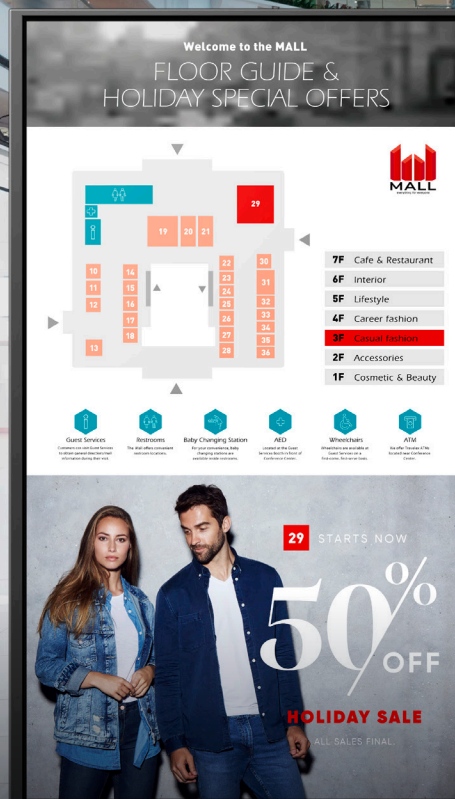 Welcome to the MALL
FLOOR GUIDE &
HOLIDAY SPECIAL OFFERS
MALL
29
19 20 21
22
23
24
25
26
27
28
30
31
32
33
34
35
36
10
11
12
13
14
15
16
17
18
7F Cafe & Restaurant
6F Interior
5F Lifestyle
4F Career fashion
3F Casual fashion
2F Accessories
1F Cosmetic & Beauty
Guest Services
Restrooms
Baby Changing Station
AED
Wheelchairs
ATM
29 STARTS NOW
50%
OFF
HOLIDAY SALE
ALL SALES FINAL